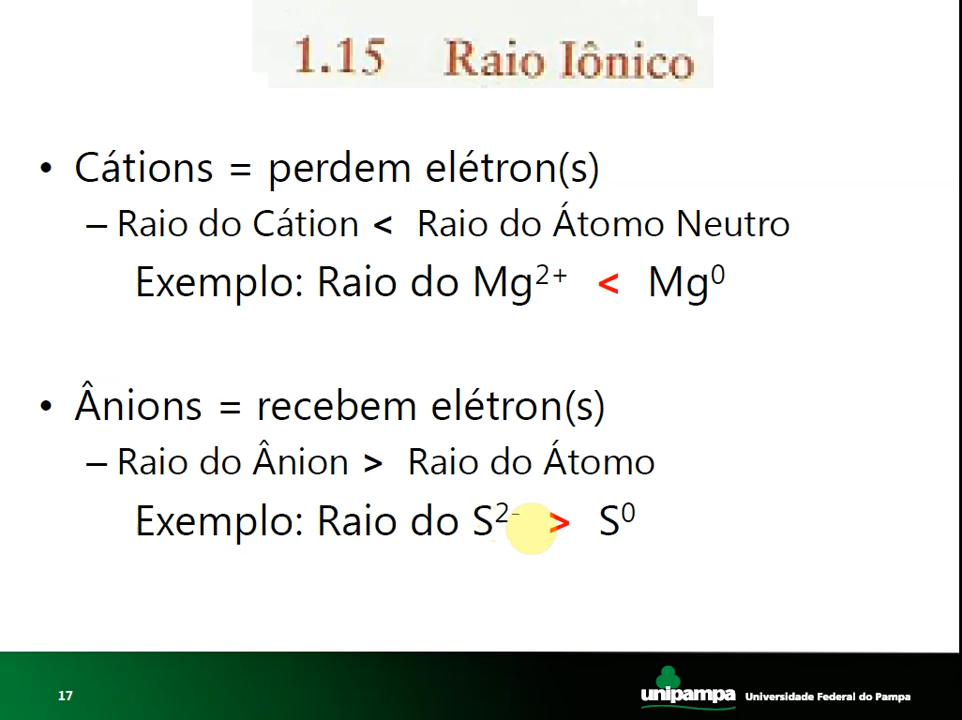 1.15 Raio Iônico
• Cátions = perdem elétron(s)
– Raio do Cátion < Raio do Átomo Neutro
Exemplo: Raio do Mg²⁺ < Mg⁰
• Ânions = recebem elétron(s)
– Raio do Ânion > Raio do Átomo
Exemplo: Raio do S²⁻ > S⁰
17
unipampa Universidade Federal do Pampa